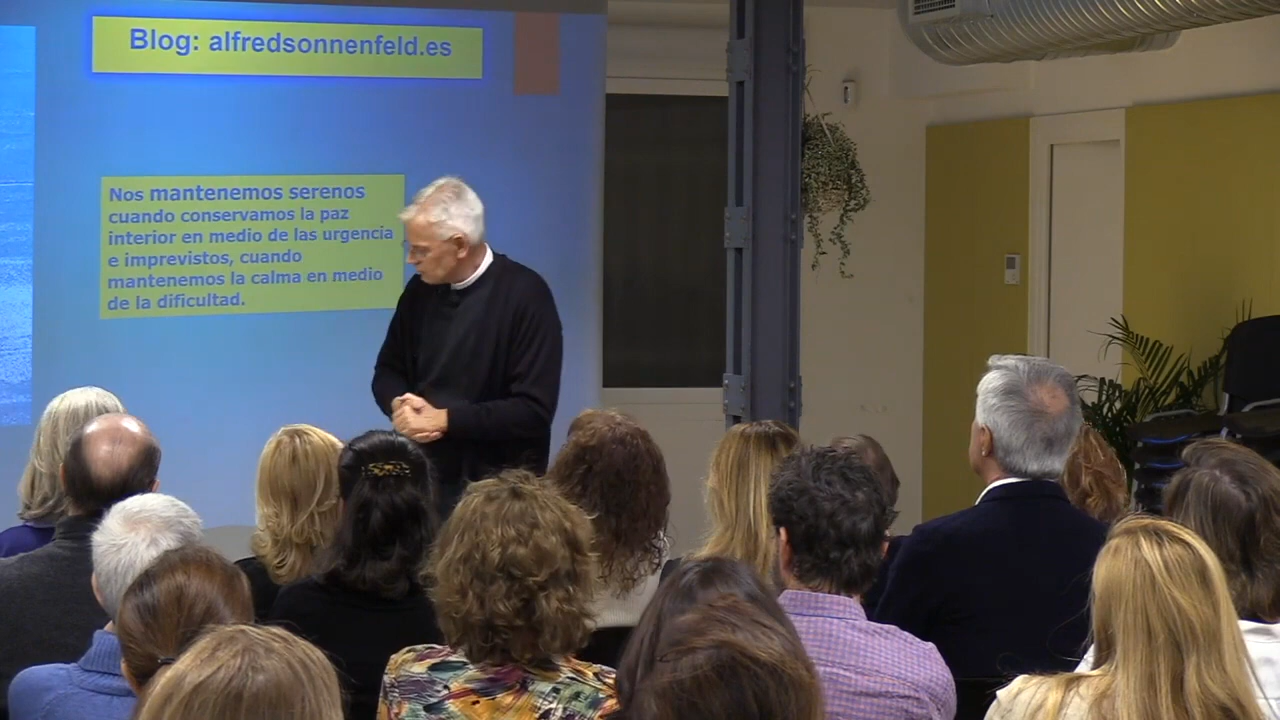 Blog: alfredsonnenfeld.es
Nos mantenemos serenos
cuando conservamos la paz
interior en medio de las urgencia
e imprevistos, cuando
mantenemos la calma en medio
de la dificultad.